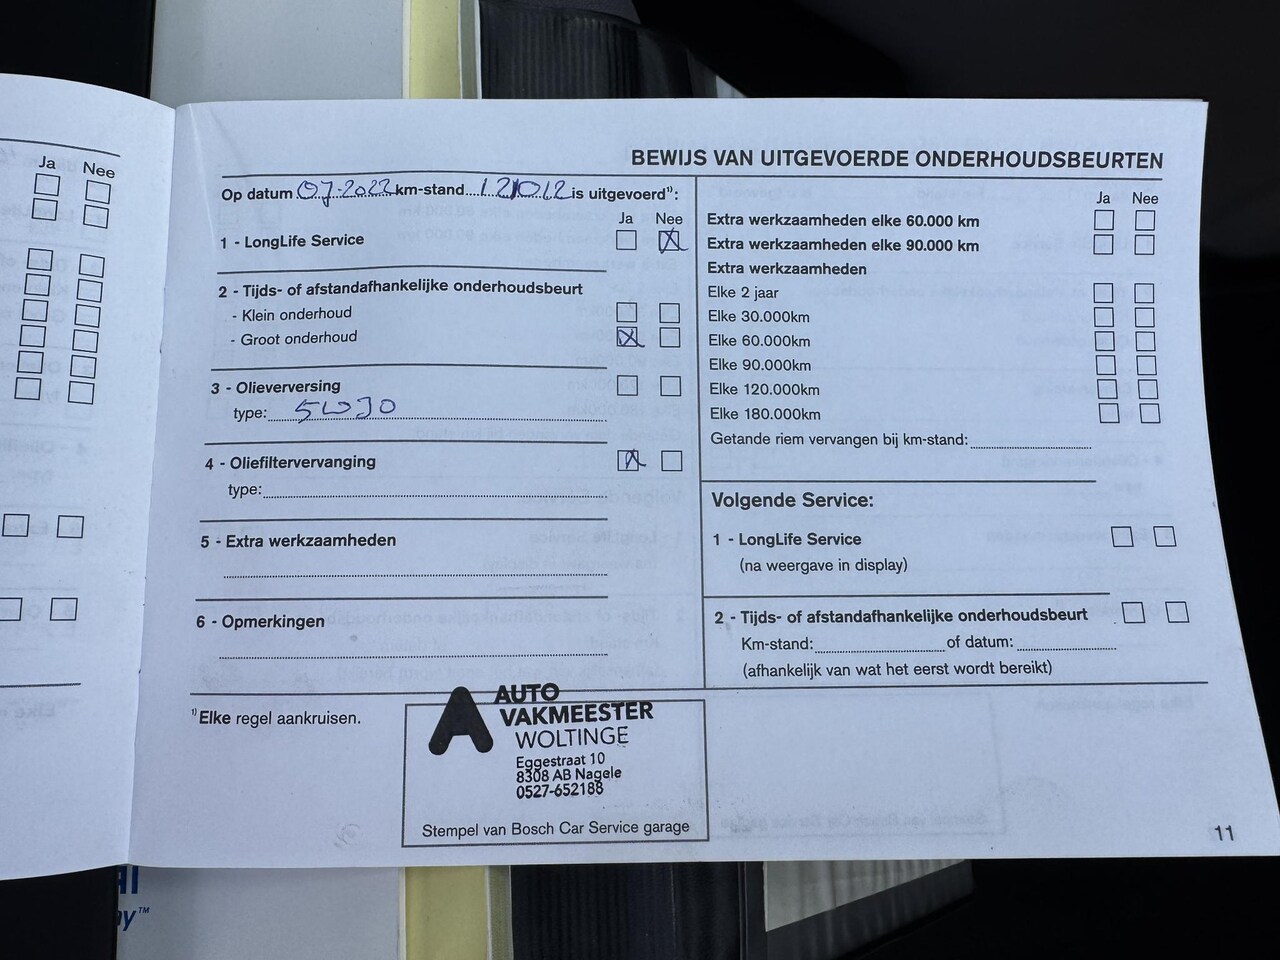 Ja Nee
BEWIJS VAN UITGEVOERDE ONDERHOUDSBEURTEN
Op datum 07-2022 km-stand 121012 is uitgevoerd¹⁾:
Ja Nee
1 - LongLife Service
2 - Tijds- of afstandafhankelijke onderhoudsbeurt
- Klein onderhoud
- Groot onderhoud
3 - Olieverversing
type: 5W30
4 - Oliefiltervervanging
type:
5 - Extra werkzaamheden
6 - Opmerkingen
Ja Nee
Extra werkzaamheden elke 60.000 km
Extra werkzaamheden elke 90.000 km
Extra werkzaamheden
Elke 2 jaar
Elke 30.000km
Elke 60.000km
Elke 90.000km
Elke 120.000km
Elke 180.000km
Getande riem vervangen bij km-stand:
Volgende Service:
1 - LongLife Service
(na weergave in display)
2 - Tijds- of afstandafhankelijke onderhoudsbeurt
Km-stand: of datum:
(afhankelijk van wat het eerst wordt bereikt)
¹⁾Elke regel aankruisen.
AUTO
VAKMEESTER
WOLTINGE
Eggestraat 10
8308 AB Nagele
0527-652188
Stempel van Bosch Car Service garage
11